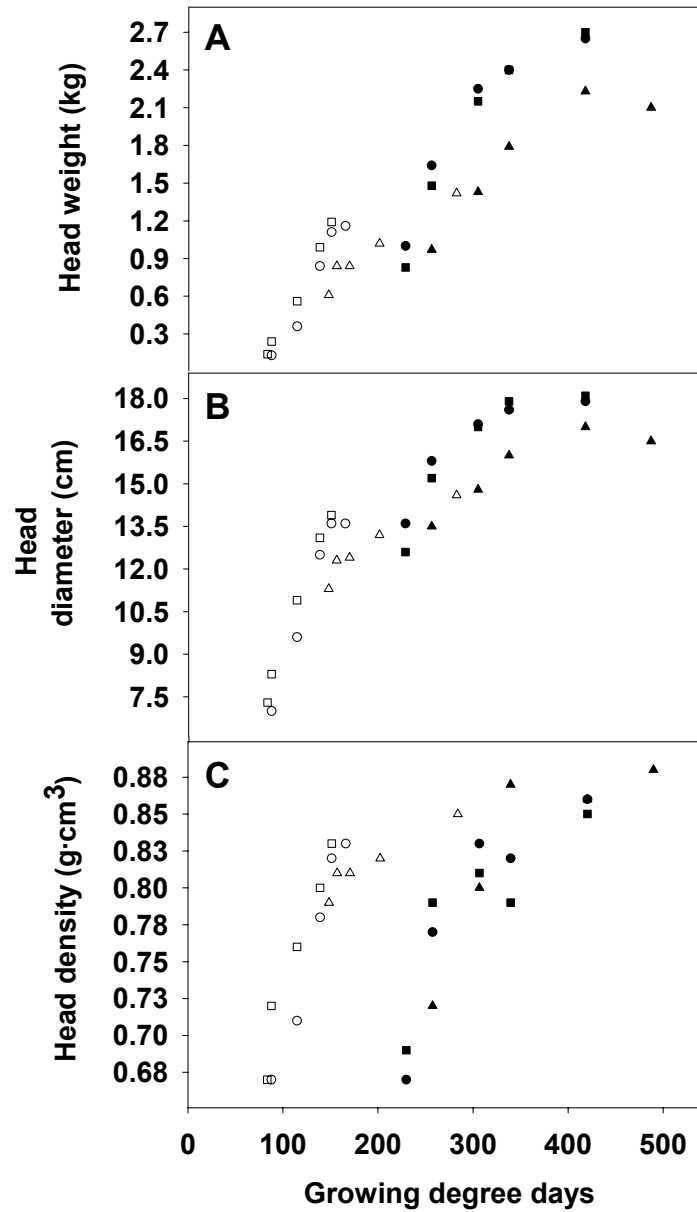 A
Head weight (kg)
2.7
2.4
2.1
1.8
1.5
1.2
0.9
0.6
0.3
B
Head
diameter (cm)
18.0
16.5
15.0
13.5
12.0
10.5
9.0
7.5
C
Head density (g·cm³)
0.88
0.85
0.83
0.80
0.78
0.75
0.73
0.70
0.68
0 100 200 300 400 500
Growing degree days